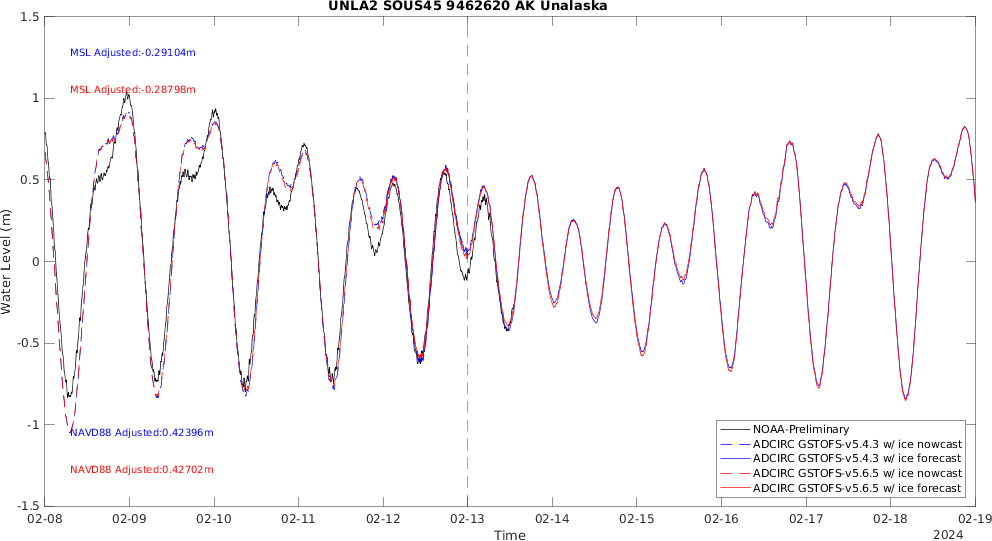 UNLA2 SOUS45 9462620 AK Unalaska
1.5
MSL Adjusted:-0.29104m
MSL Adjusted:-0.28798m
1
0.5
0
-0.5
-1
-1.5
Water Level (m)
NAVD88 Adjusted:0.42396m
NAVD88 Adjusted:0.42702m
NOAA-Preliminary
ADCIRC GSTOFS-v5.4.3 w/ ice nowcast
ADCIRC GSTOFS-v5.4.3 w/ ice forecast
ADCIRC GSTOFS-v5.6.5 w/ ice nowcast
ADCIRC GSTOFS-v5.6.5 w/ ice forecast
02-08 02-09 02-10 02-11 02-12 02-13 02-14 02-15 02-16 02-17 02-18 02-19
Time
2024